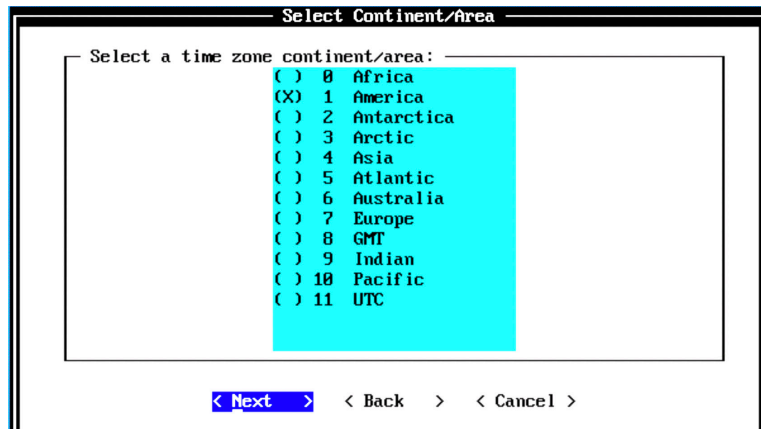 Select Continent/Area
Select a time zone continent/area:
( ) 0 Africa
(X) 1 America
( ) 2 Antarctica
( ) 3 Arctic
( ) 4 Asia
( ) 5 Atlantic
( ) 6 Australia
( ) 7 Europe
( ) 8 GMT
( ) 9 Indian
( ) 10 Pacific
( ) 11 UTC
< Next > < Back > < Cancel >